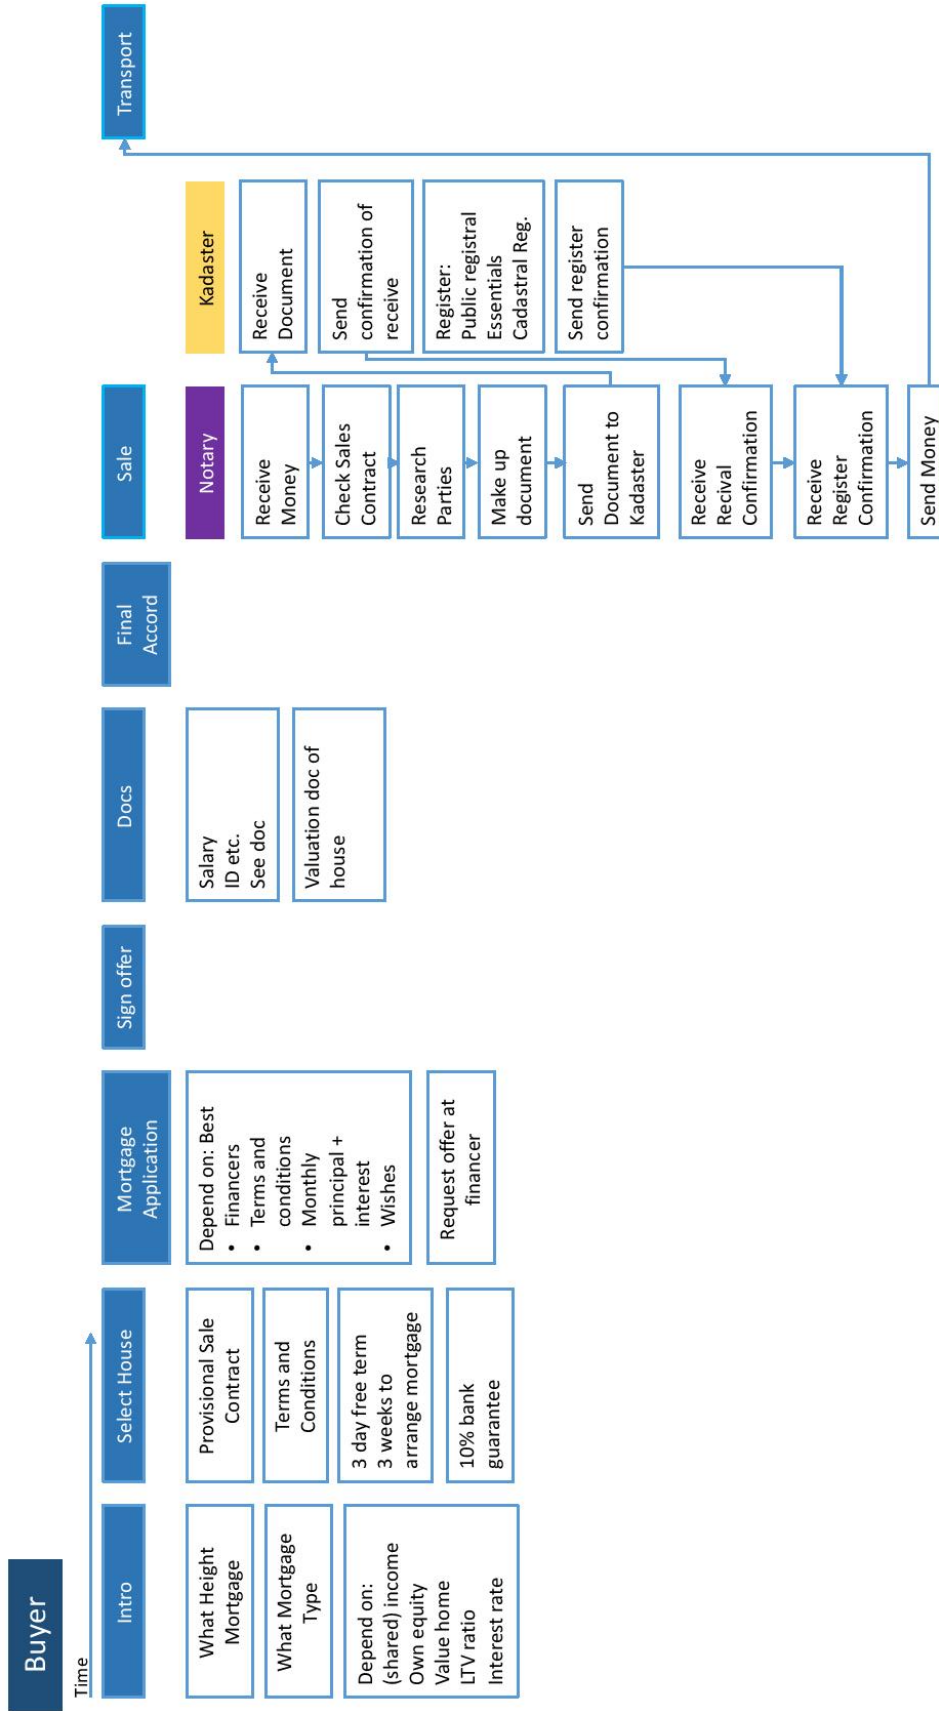 Buyer
Time
Intro
What Height
Mortgage
What Mortgage
Type
Depend on:
(shared) income
Own equity
Value home
LTV ratio
Interest rate
Select House
Provisional Sale
Contract
Terms and
Conditions
3 day free term
3 weeks to
arrange mortgage
10% bank
guarantee
Mortgage
Application
Depend on: Best
• Financers
• Terms and
conditions
• Monthly
principal +
interest
• Wishes
Request offer at
financer
Sign offer
Docs
Salary
ID etc.
See doc
Valuation doc of
house
Final
Accord
Sale
Notary
Receive
Money
Check Sales
Contract
Research
Parties
Make up
document
Send
Document to
Kadaster
Receive
Recival
Confirmation
Receive
Register
Confirmation
Send Money
Kadaster
Receive
Document
Send
confirmation of
receive
Register:
Public registral
Essentials
Cadastral Reg.
Send register
confirmation
Transport